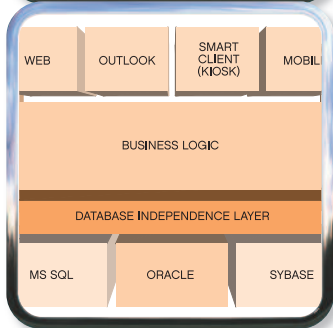 WEB
OUTLOOK
SMART
CLIENT
(KIOSK)
MOBIL
BUSINESS LOGIC
DATABASE INDEPENDENCE LAYER
MS SQL
ORACLE
SYBASE